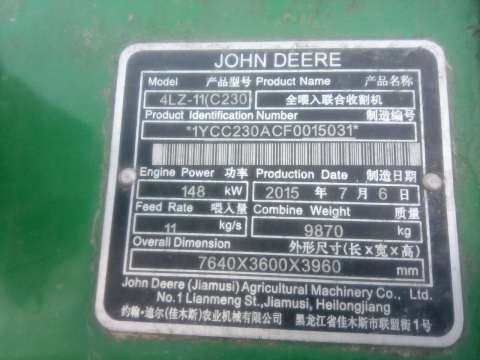 JOHN DEERE
Model 产品型号 Product Name 产品名称
4LZ-11(C230) 全喂入联合收割机
Product Identification Number 制造编号
*1YCC230ACF0015031*
Engine Power 功率 Production Date 制造日期
148 kW 2015 年 7 月 6 日
Feed Rate 喂入量 Combine Weight 质量
11 kg/s 9870 kg
Overall Dimension 外形尺寸(长×宽×高)
7640X3600X3960 mm
John Deere (Jiamusi) Agricultural Machinery Co., Ltd.
No.1 Lianmeng St.,Jiamusi, Heilongjiang
约翰·迪尔(佳木斯)农业机械有限公司 黑龙江省佳木斯市联盟街1号